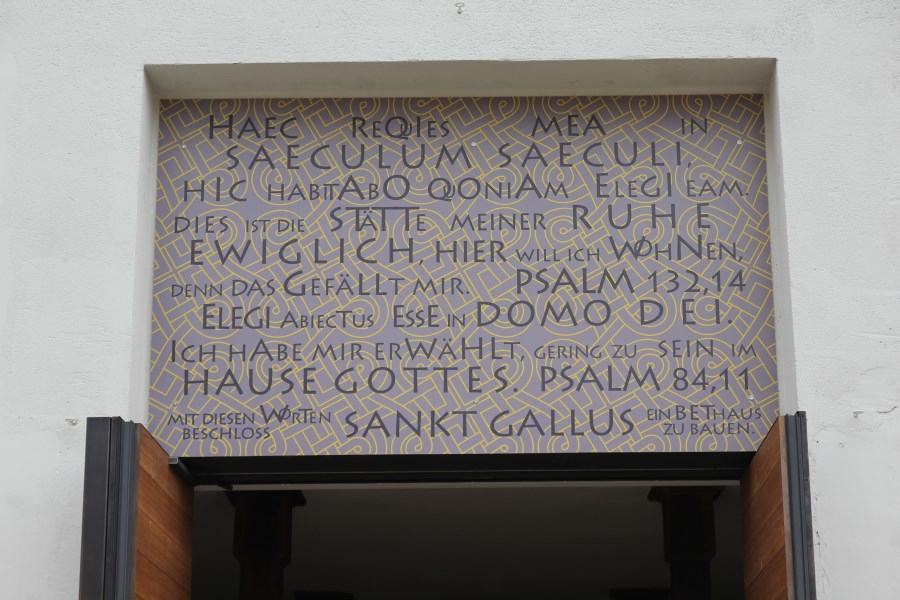 HAEC REQUIES MEA IN
SAECULUM SAECULI,
HIC HABITABO QUONIAM ELEGI EAM.
DIES IST DIE STÄTTE MEINER RUHE
EWIGLICH, HIER WILL ICH WOHNEN,
DENN DAS GEFÄLLT MIR. PSALM 132,14
ELEGI ABIECTUS ESSE IN DOMO DEI.
ICH HABE MIR ERWÄHLT, GERING ZU SEIN IM
HAUSE GOTTES. PSALM 84,11
MIT DIESEN WORTEN BESCHLOSS SANKT GALLUS EIN BETHAUS ZU BAUEN.